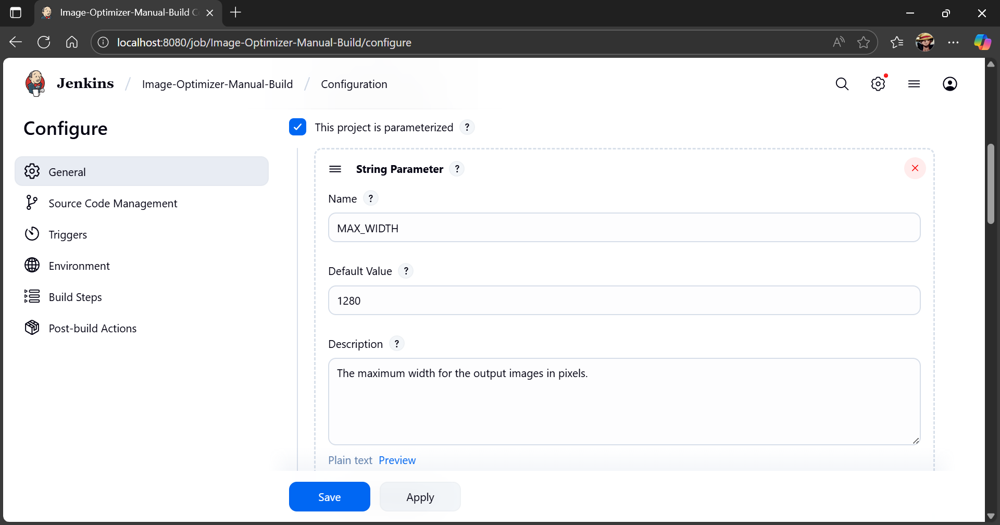 Image-Optimizer-Manual-Build C
localhost:8080/job/Image-Optimizer-Manual-Build/configure
Jenkins / Image-Optimizer-Manual-Build / Configuration
Configure
General
Source Code Management
Triggers
Environment
Build Steps
Post-build Actions
This project is parameterized ?
String Parameter ?
Name ?
MAX_WIDTH
Default Value ?
1280
Description ?
The maximum width for the output images in pixels.
Plain text Preview
Save Apply